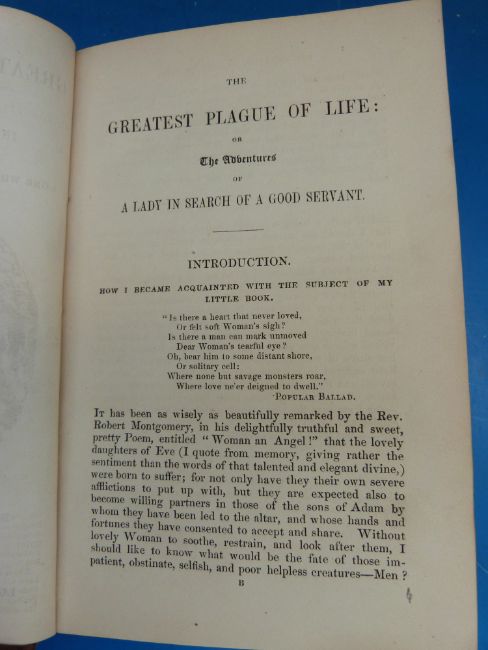 THE
GREATEST PLAGUE OF LIFE:
OR
The Adventures
OF
A LADY IN SEARCH OF A GOOD SERVANT.
INTRODUCTION.
HOW I BECAME ACQUAINTED WITH THE SUBJECT OF MY
LITTLE BOOK.
"Is there a heart that never loved,
Or felt soft Woman's sigh?
Is there a man can mark unmoved
Dear Woman's tearful eye?
Oh, bear him to some distant shore,
Or solitary cell;
Where none but savage monsters roar,
Where love ne'er deigned to dwell."
POPULAR BALLAD.
IT has been as wisely as beautifully remarked by the Rev.
Robert Montgomery, in his delightfully truthful and sweet,
pretty Poem, entitled "Woman an Angel!" that the lovely
daughters of Eve (I quote from memory, giving rather the
sentiment than the words of that talented and elegant divine,)
were born to suffer; for not only have they their own severe
afflictions to put up with, but they are expected also to
become willing partners in those of the sons of Adam by
whom they have been led to the altar, and whose hands and
fortunes they have consented to accept and share. Without
lovely Woman to soothe, restrain, and look after them, I
should like to know what would be the fate of those im-
patient, obstinate, selfish, and poor helpless creatures—Men?
B